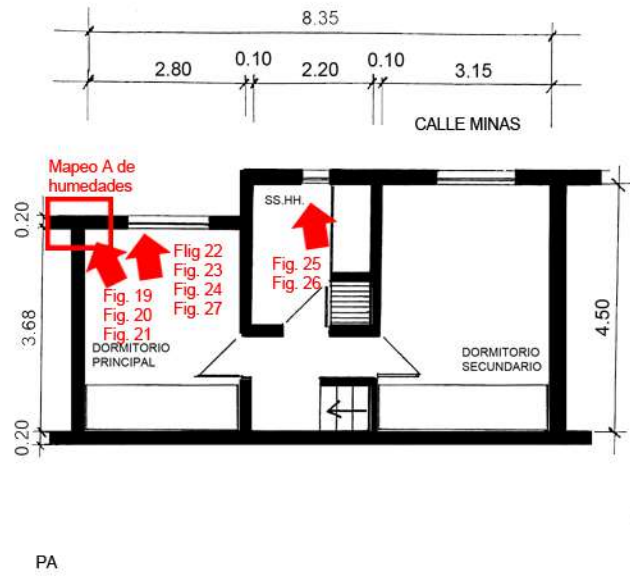 8.35
2.80
0.10
2.20
0.10
3.15
CALLE MINAS
Mapeo A de
humedades
0.20
3.68
0.20
SS.HH.
Flig 22
Fig. 23
Fig. 24
Fig. 27
Fig. 19
Fig. 20
Fig. 21
Fig. 25
Fig. 26
DORMITORIO
PRINCIPAL
DORMITORIO
SECUNDARIO
4.50
PA